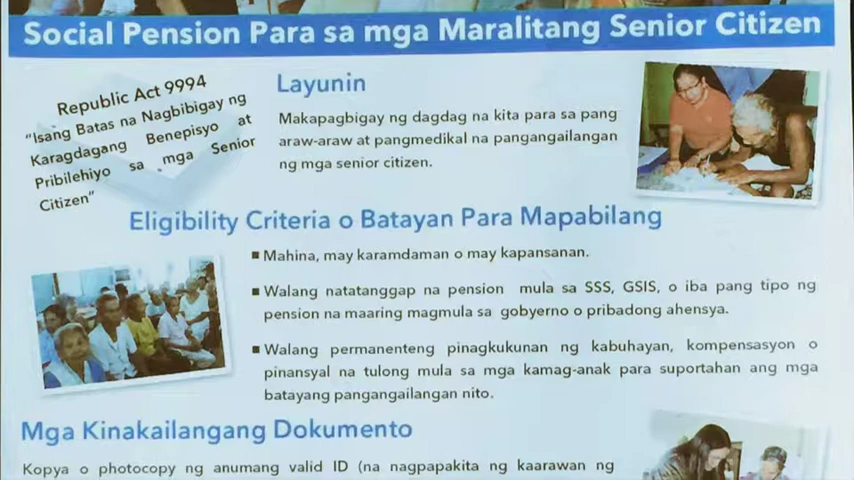 Social Pension Para sa mga Maralitang Senior Citizen
Republic Act 9994
"Isang Batas na Nagbibigay ng
Karagdagang Benepisyo at
Pribilehiyo sa mga Senior
Citizen"
Layunin
Makapagbigay ng dagdag na kita para sa pang
araw-araw at pangmedikal na pangangailangan
ng mga senior citizen.
Eligibility Criteria o Batayan Para Mapabilang
▪ Mahina, may karamdaman o may kapansanan.
▪ Walang natatanggap na pension mula sa SSS, GSIS, o iba pang tipo ng
pension na maaring magmula sa gobyerno o pribadong ahensya.
▪ Walang permanenteng pinagkukunan ng kabuhayan, kompensasyon o
pinansyal na tulong mula sa mga kamag-anak para suportahan ang mga
batayang pangangailangan nito.
Mga Kinakailangang Dokumento
Kopya o photocopy ng anumang valid ID (na nagpapakita ng kaarawan ng